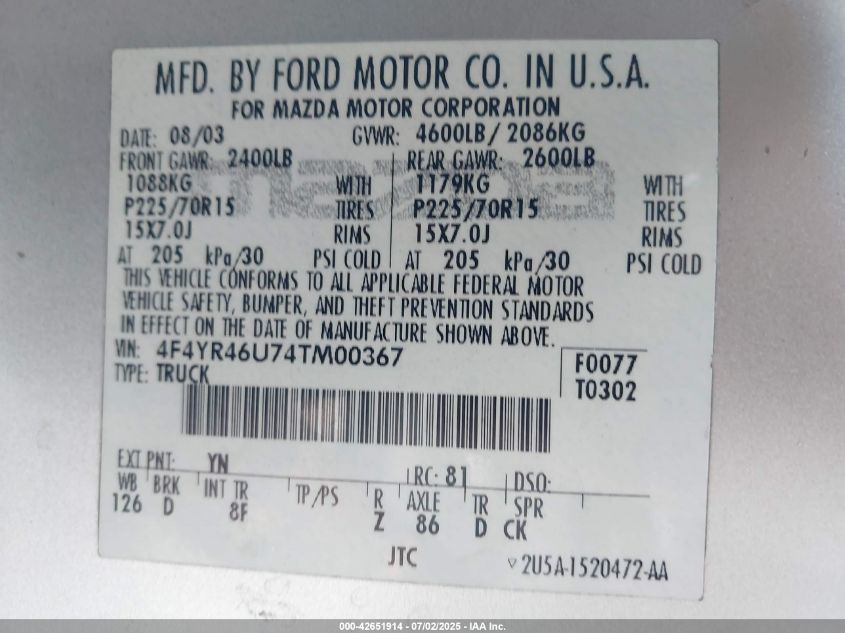 MFD. BY FORD MOTOR CO. IN U.S.A.
FOR MAZDA MOTOR CORPORATION
DATE: 08/03 GVWR: 4600LB/ 2086KG
FRONT GAWR: 2400LB REAR GAWR: 2600LB
1088KG WITH 1179KG WITH
P225/70R15 TIRES P225/70R15 TIRES
15X7.0J RIMS 15X7.0J RIMS
AT 205 kPa/30 PSI COLD AT 205 kPa/30 PSI COLD
THIS VEHICLE CONFORMS TO ALL APPLICABLE FEDERAL MOTOR
VEHICLE SAFETY, BUMPER, AND THEFT PREVENTION STANDARDS
IN EFFECT ON THE DATE OF MANUFACTURE SHOWN ABOVE.
VIN: 4F4YR46U74TM00367
F0077
TYPE: TRUCK
T0302
EXT PNT: YN RC: 81 DSO:
WB BRK INT TR TP/PS R AXLE TR SPR
126 D 8F Z 86 D CK
JTC
2U5A-1520472-AA
000-42651914 - 07/02/2025 - IAA Inc.